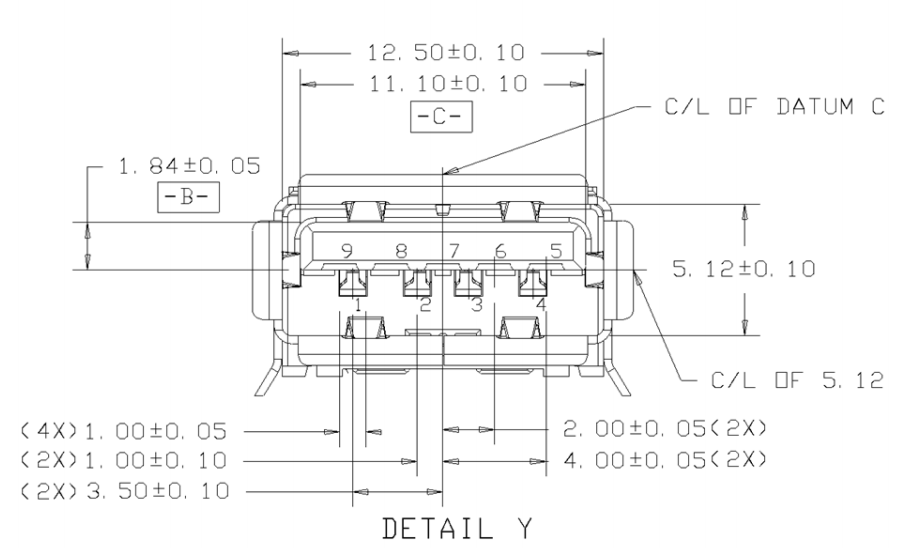 12.50±0.10
11.10±0.10
-C-
C/L OF DATUM C
1.84±0.05
-B-
9 8 7 6 5
5.12±0.10
1 2 3 4
C/L OF 5.12
(4X)1.00±0.05
2.00±0.05(2X)
(2X)1.00±0.10
4.00±0.05(2X)
(2X)3.50±0.10
DETAIL Y